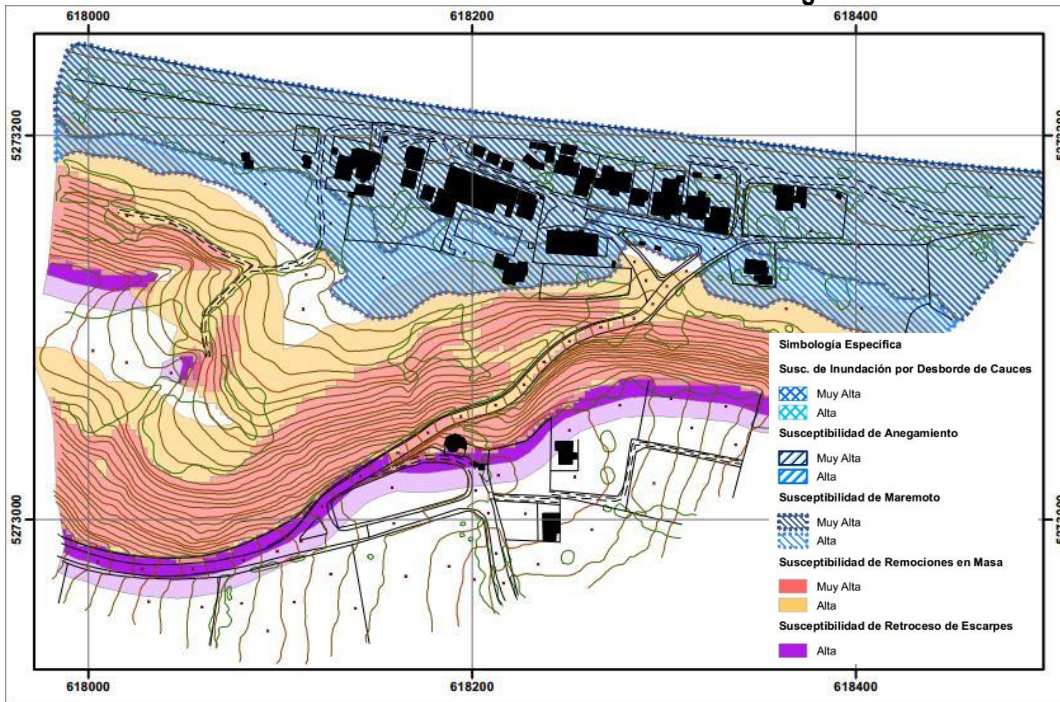 618000 618200 618400
5273200
5273000
Simbología Especifica
Susc. de Inundación por Desborde de Cauces
Muy Alta
Alta
Susceptibilidad de Anegamiento
Muy Alta
Alta
Susceptibilidad de Maremoto
Muy Alta
Alta
Susceptibilidad de Remociones en Masa
Muy Alta
Alta
Susceptibilidad de Retroceso de Escarpes
Alta
618000 618200 618400